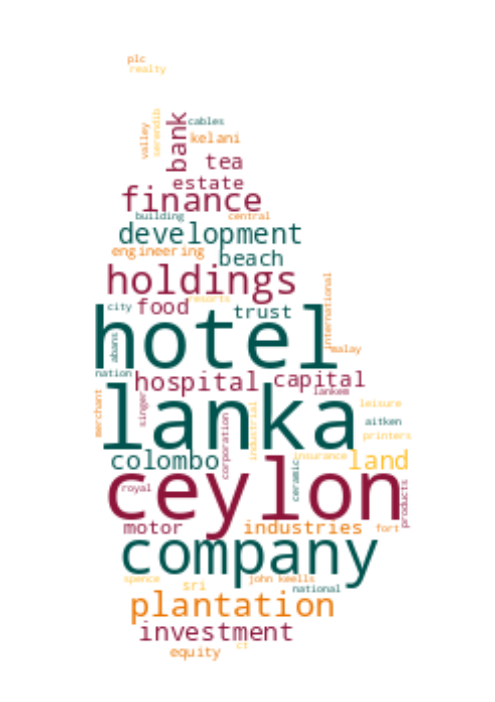 plc
realty
serendib
cables
valley
bank
kelani
tea
estate
finance
building
central
development
engineering
beach
holdings
international
resorts
city
food
trust
hotel
abans
malay
nation
hospital
capital
lankem
merchant
singer
lanka
leisure
corporation
industrial
aitken
printers
colombo
insurance
land
ceramic
royal
ceylon
products
motor
industries
fort
company
spence
sri
john keells
national
plantation
investment
equity
ct